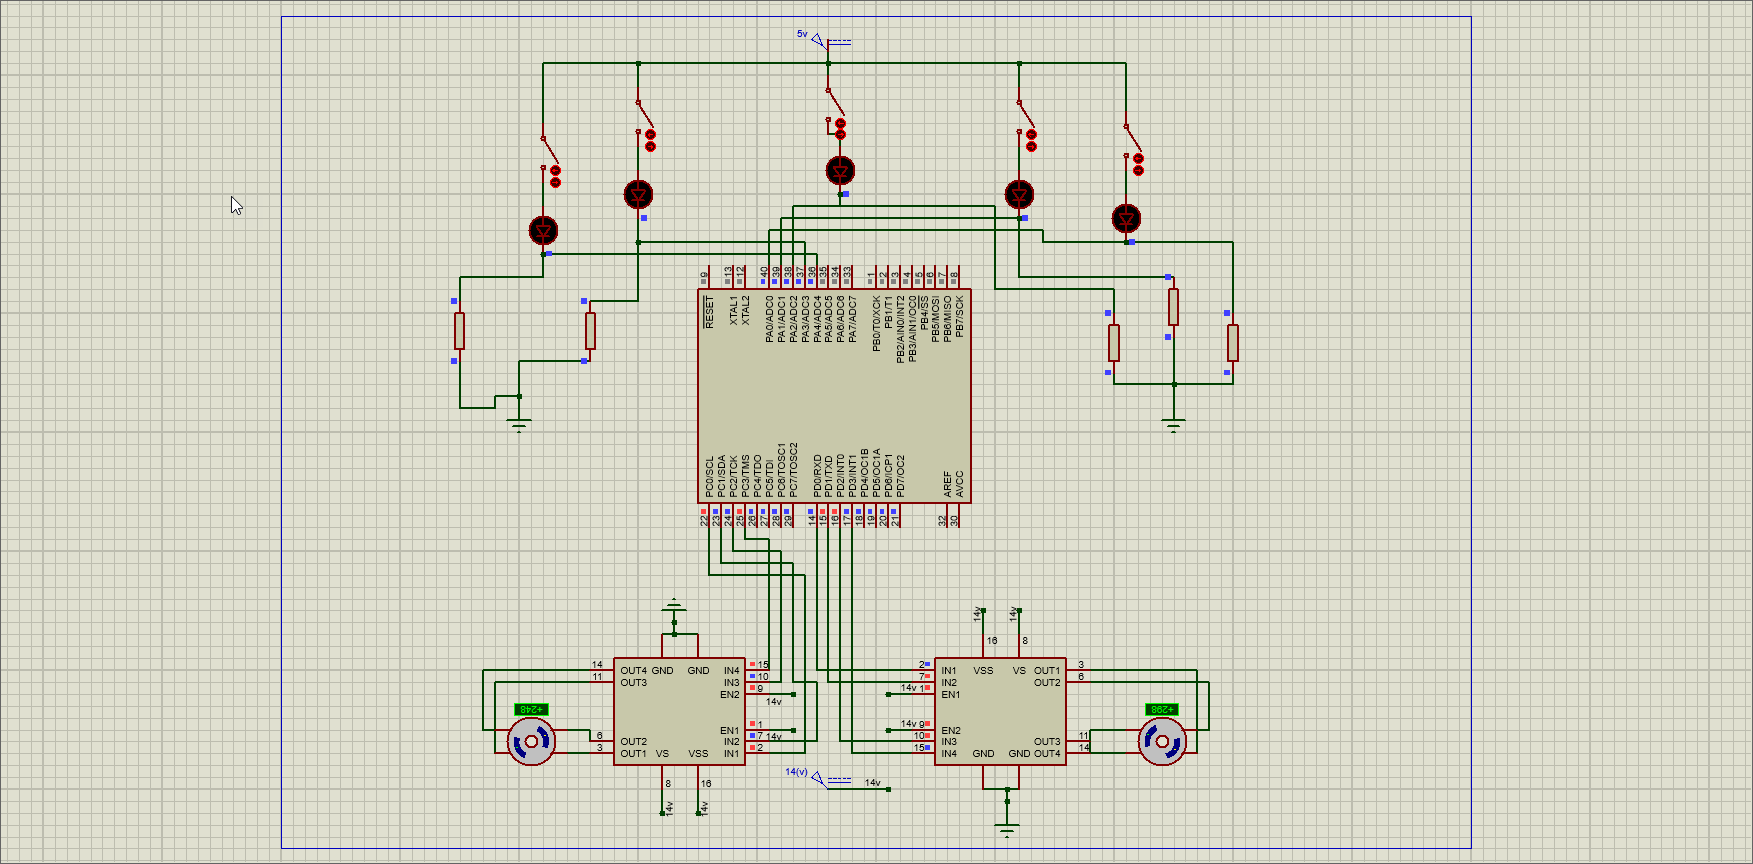 5v
9
13
12
40
39
38
37
36
35
34
33
1
2
3
4
5
6
7
8
RESET
XTAL1
XTAL2
PA0/ADC0
PA1/ADC1
PA2/ADC2
PA3/ADC3
PA4/ADC4
PA5/ADC5
PA6/ADC6
PA7/ADC7
PB0/T0/XCK
PB1/T1
PB2/AIN0/INT2
PB3/AIN1/OC0
PB4/SS
PB5/MOSI
PB6/MISO
PB7/SCK
PC0/SCL
PC1/SDA
PC2/TCK
PC3/TMS
PC4/TDO
PC5/TDI
PC6/TOSC1
PC7/TOSC2
PD0/RXD
PD1/TXD
PD2/INT0
PD3/INT1
PD4/OC1B
PD5/OC1A
PD6/ICP1
PD7/OC2
AREF
AVCC
22
23
24
25
26
27
28
29
14
15
16
17
18
19
20
21
32
30
14v
14v
16
8
14
OUT4
GND
GND
IN4
15
11
OUT3
IN3
10
EN2
9
14v
+248
EN1
1
6
OUT2
IN2
7
14v
3
OUT1
VS
VSS
IN1
2
8
16
14v
14v
2
IN1
VSS
VS
OUT1
3
7
IN2
OUT2
6
14v
1
EN1
+298
14v
9
EN2
10
IN3
OUT3
11
15
IN4
GND
GND
OUT4
14
14(v)
14v